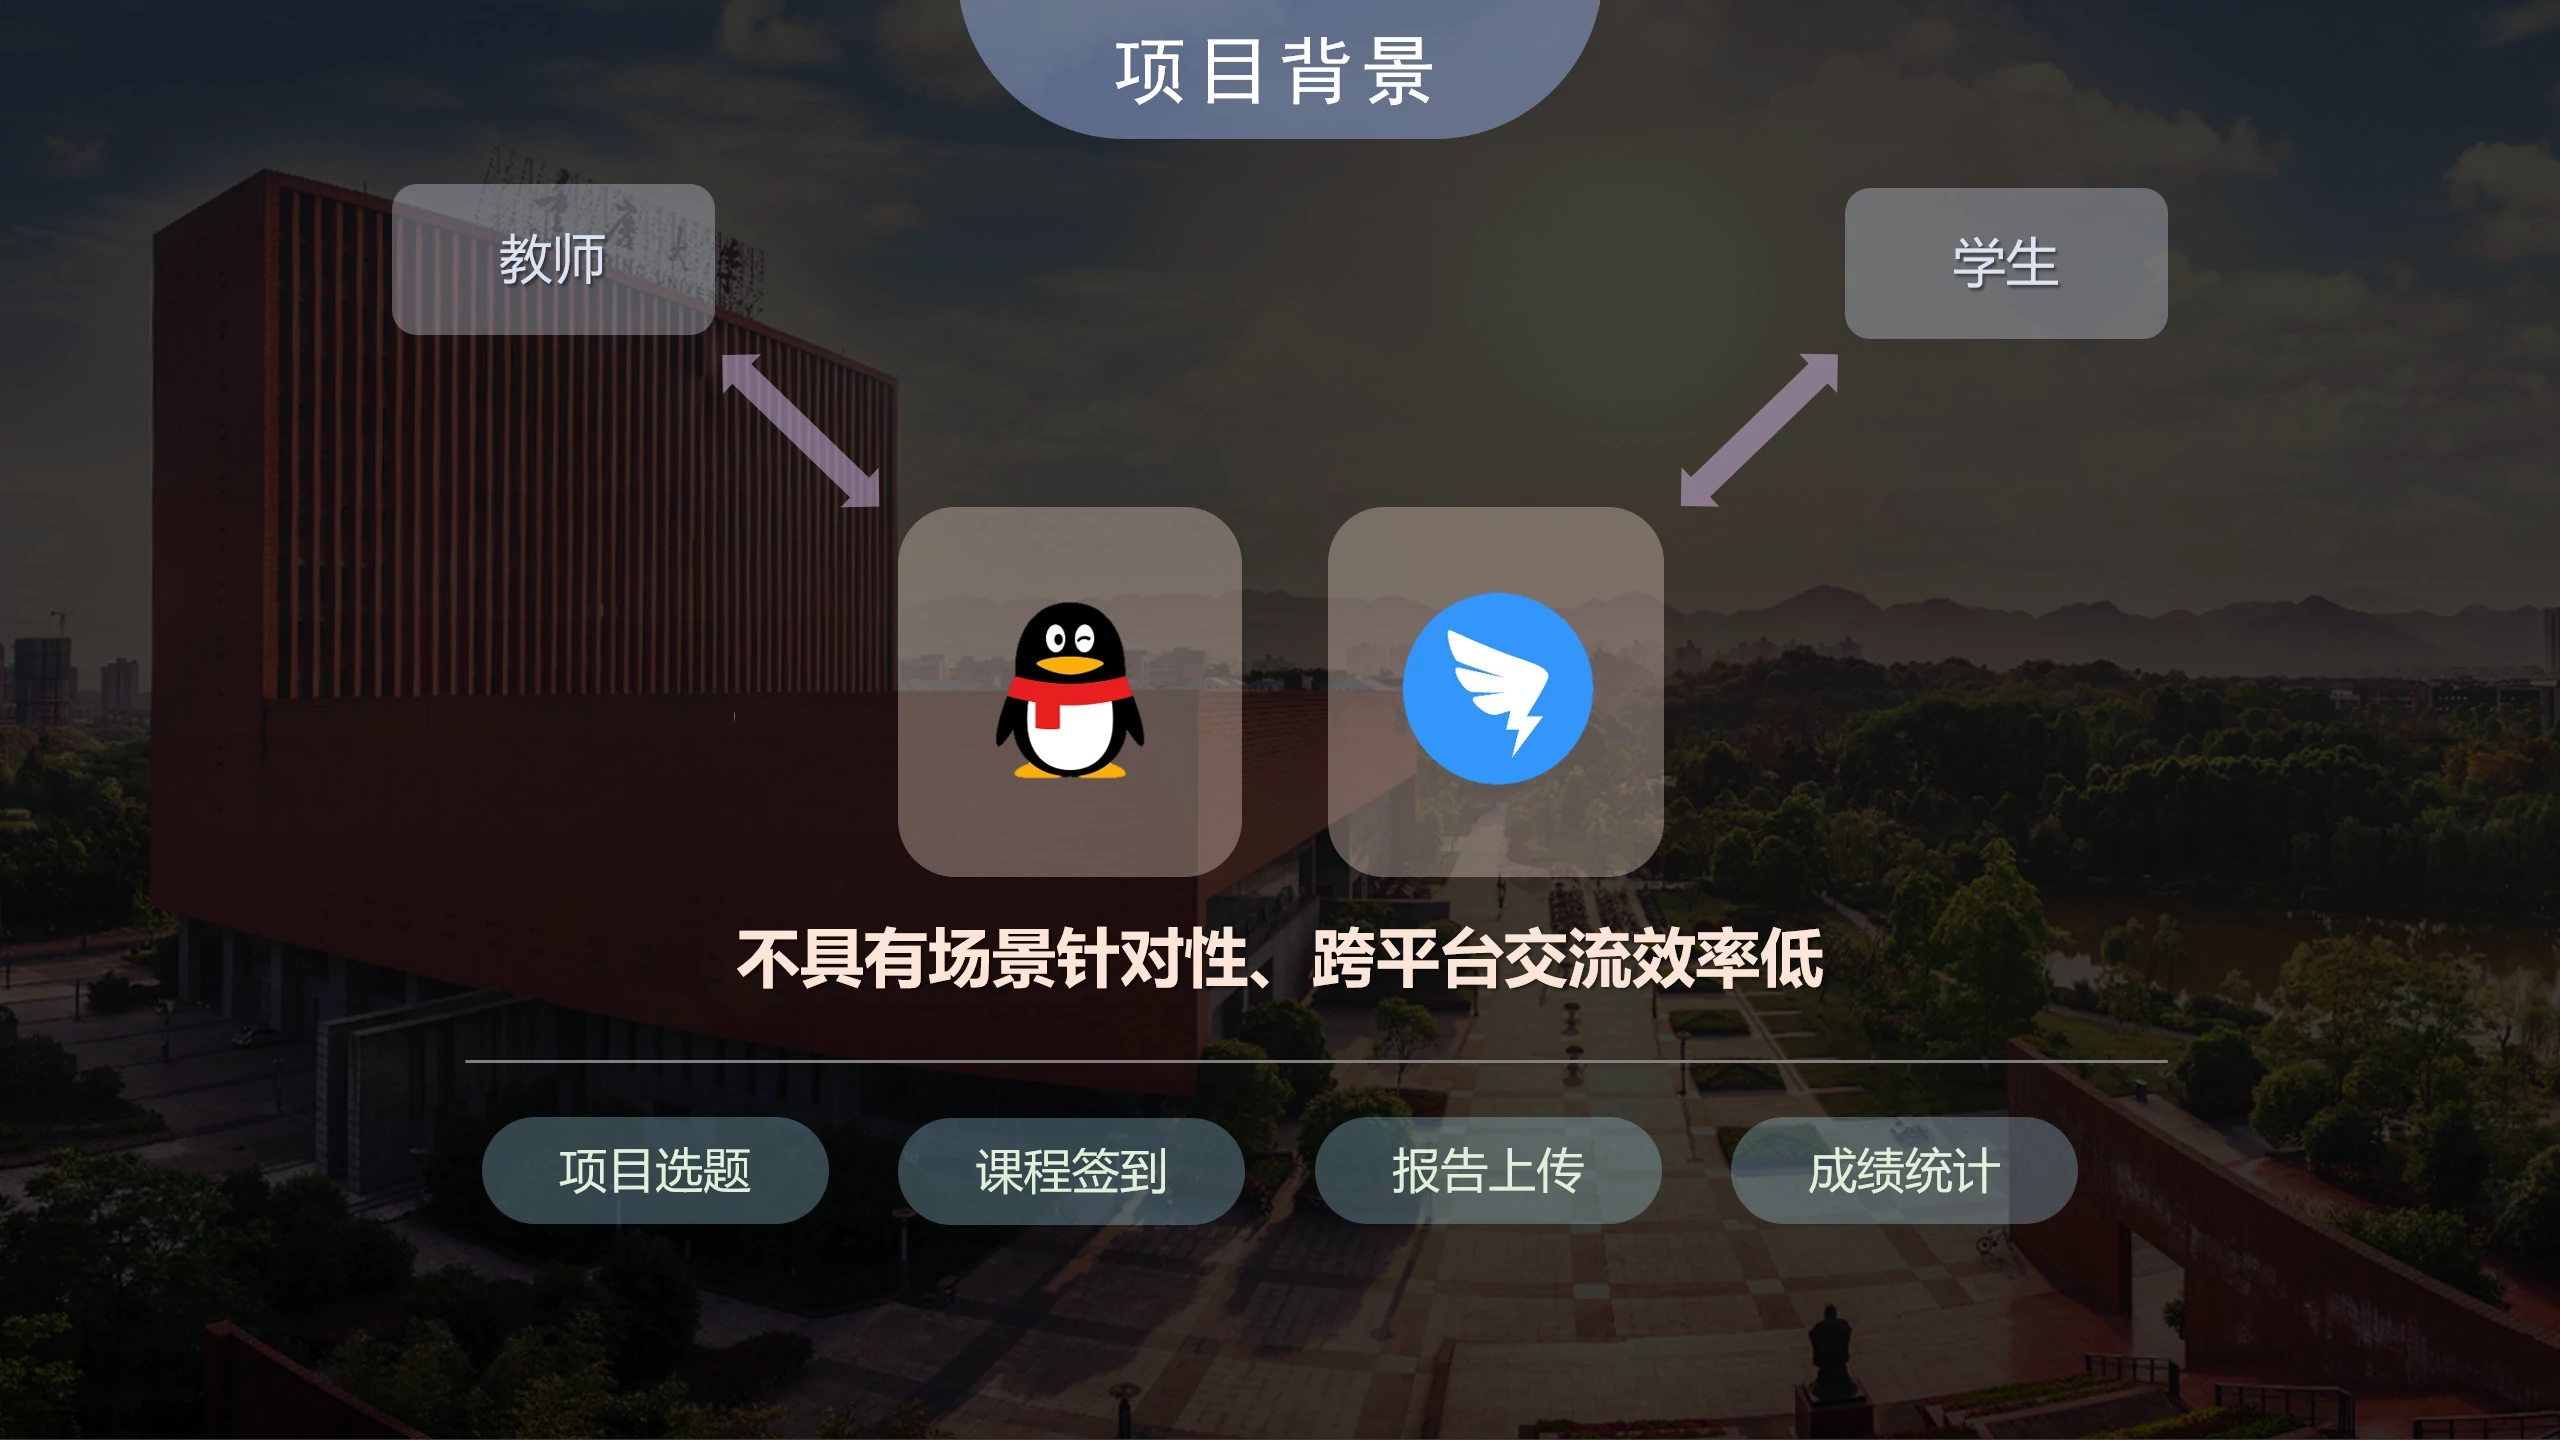 项目背景
教师
学生
不具有场景针对性、跨平台交流效率低
项目选题
课程签到
报告上传
成绩统计